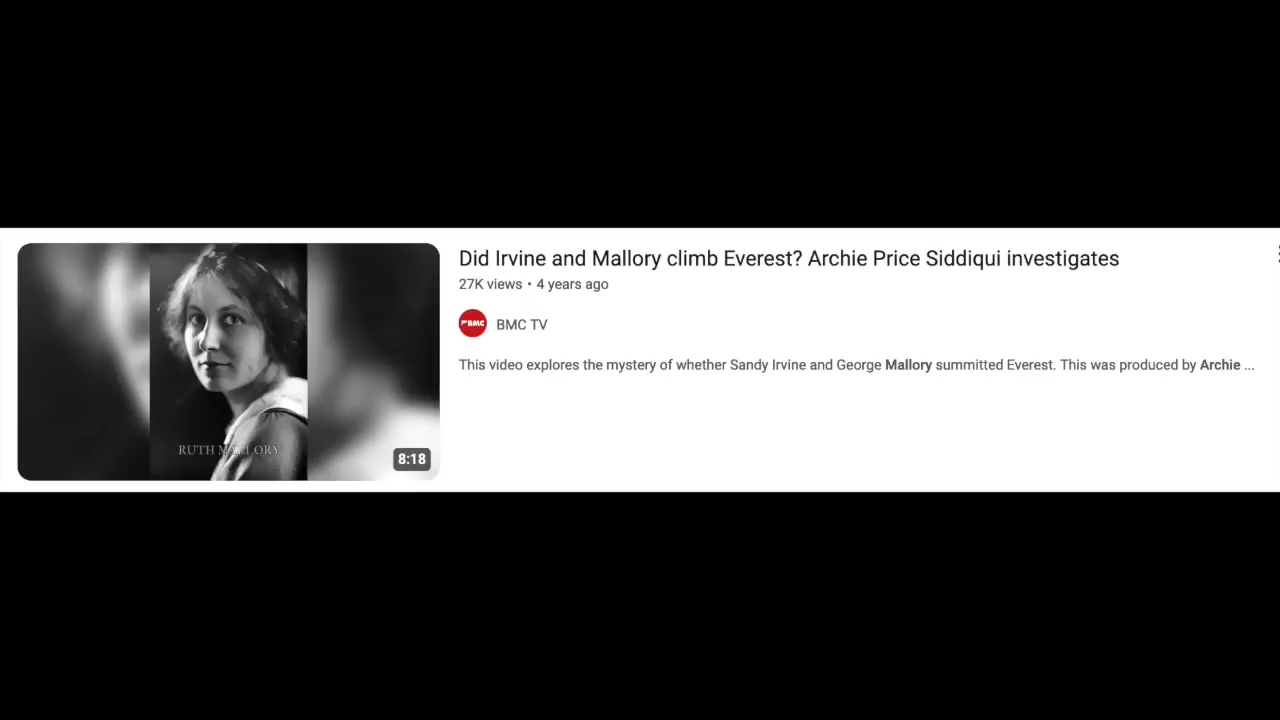 Did Irvine and Mallory climb Everest? Archie Price Siddiqui investigates
27K views • 4 years ago
BMC
BMC TV
This video explores the mystery of whether Sandy Irvine and George Mallory summitted Everest. This was produced by Archie ...
RUTH MALLORY
8:18